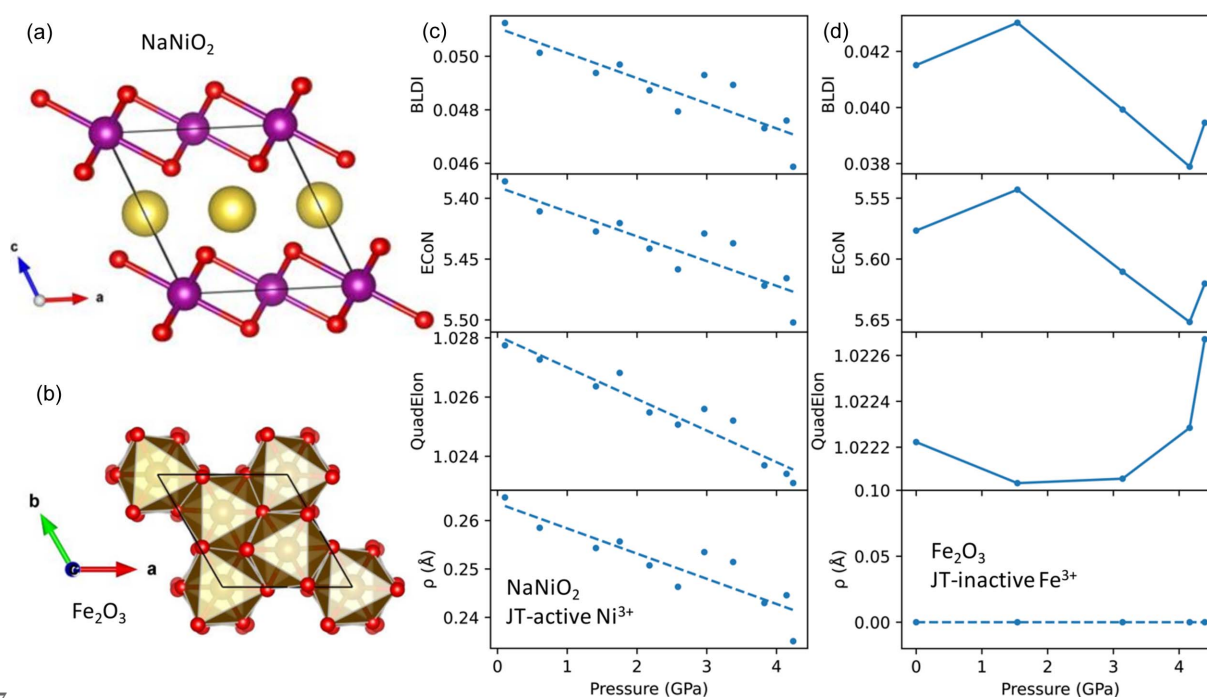 (a)
NaNiO₂
c
a
(b)
b
a
c
Fe₂O₃
(c)
BLDI
0.050
0.048
0.046
ECoN
5.40
5.45
5.50
QuadElon
1.028
1.026
1.024
ρ (Å)
0.26
0.25
0.24
NaNiO₂
JT-active Ni³⁺
0 1 2 3 4
Pressure (GPa)
(d)
BLDI
0.042
0.040
0.038
ECoN
5.55
5.60
5.65
QuadElon
1.0226
1.0224
1.0222
ρ (Å)
0.10
0.05
0.00
Fe₂O₃
JT-inactive Fe³⁺
0 1 2 3 4
Pressure (GPa)